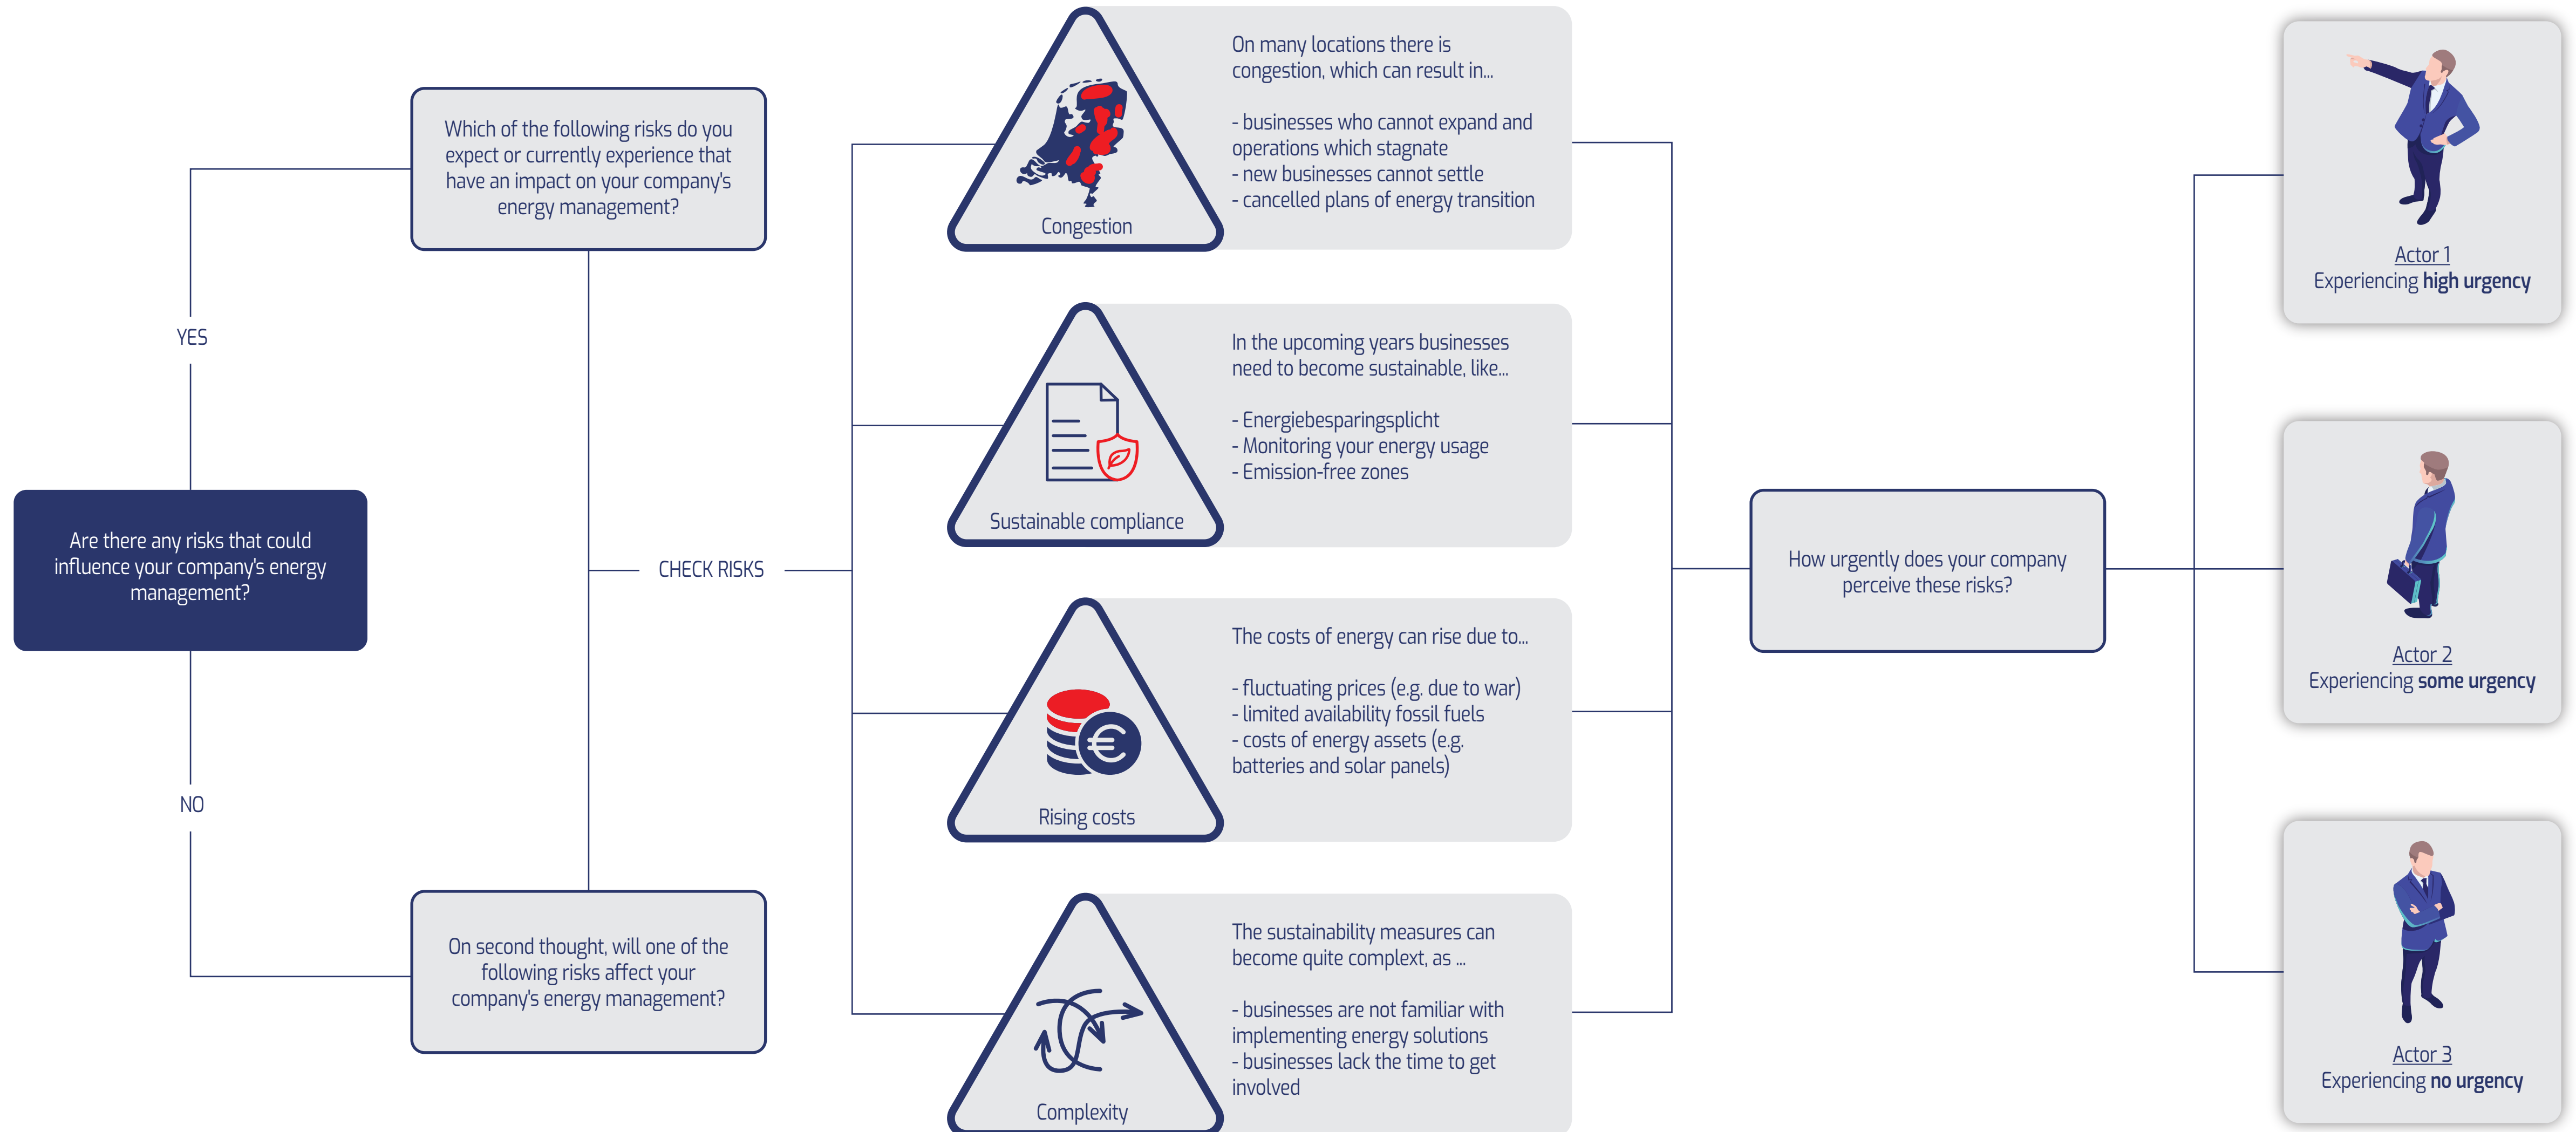 Are there any risks that could
influence your company's energy
management?
YES
NO
Which of the following risks do you
expect or currently experience that
have an impact on your company's
energy management?
On second thought, will one of the
following risks affect your
company's energy management?
CHECK RISKS
Congestion
On many locations there is
congestion, which can result in...
- businesses who cannot expand and
operations which stagnate
- new businesses cannot settle
- cancelled plans of energy transition
Sustainable compliance
In the upcoming years businesses
need to become sustainable, like...
- Energiebesparingsplicht
- Monitoring your energy usage
- Emission-free zones
Rising costs
The costs of energy can rise due to...
- fluctuating prices (e.g. due to war)
- limited availability fossil fuels
- costs of energy assets (e.g.
batteries and solar panels)
Complexity
The sustainability measures can
become quite complext, as ...
- businesses are not familiar with
implementing energy solutions
- businesses lack the time to get
involved
How urgently does your company
perceive these risks?
Actor 1
Experiencing high urgency
Actor 2
Experiencing some urgency
Actor 3
Experiencing no urgency